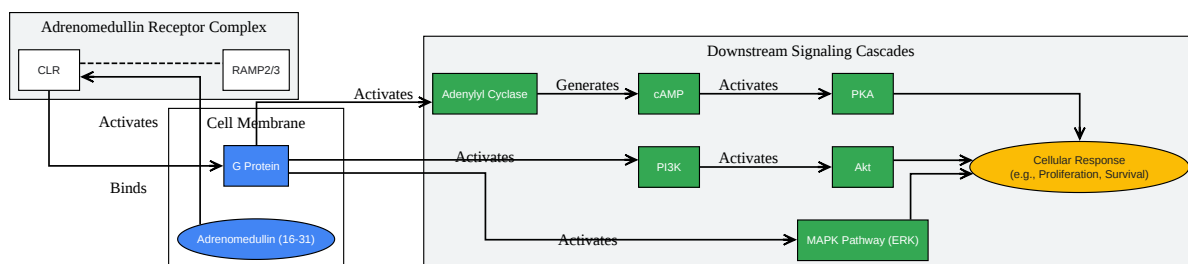 Adrenomedullin Receptor Complex
CLR
RAMP2/3
Downstream Signaling Cascades
Activates
Adenylyl Cyclase
Generates
cAMP
Activates
PKA
Activates
Cell Membrane
G Protein
Activates
PI3K
Activates
Akt
Cellular Response
(e.g., Proliferation, Survival)
Binds
Adrenomedullin (16-31)
Activates
MAPK Pathway (ERK)